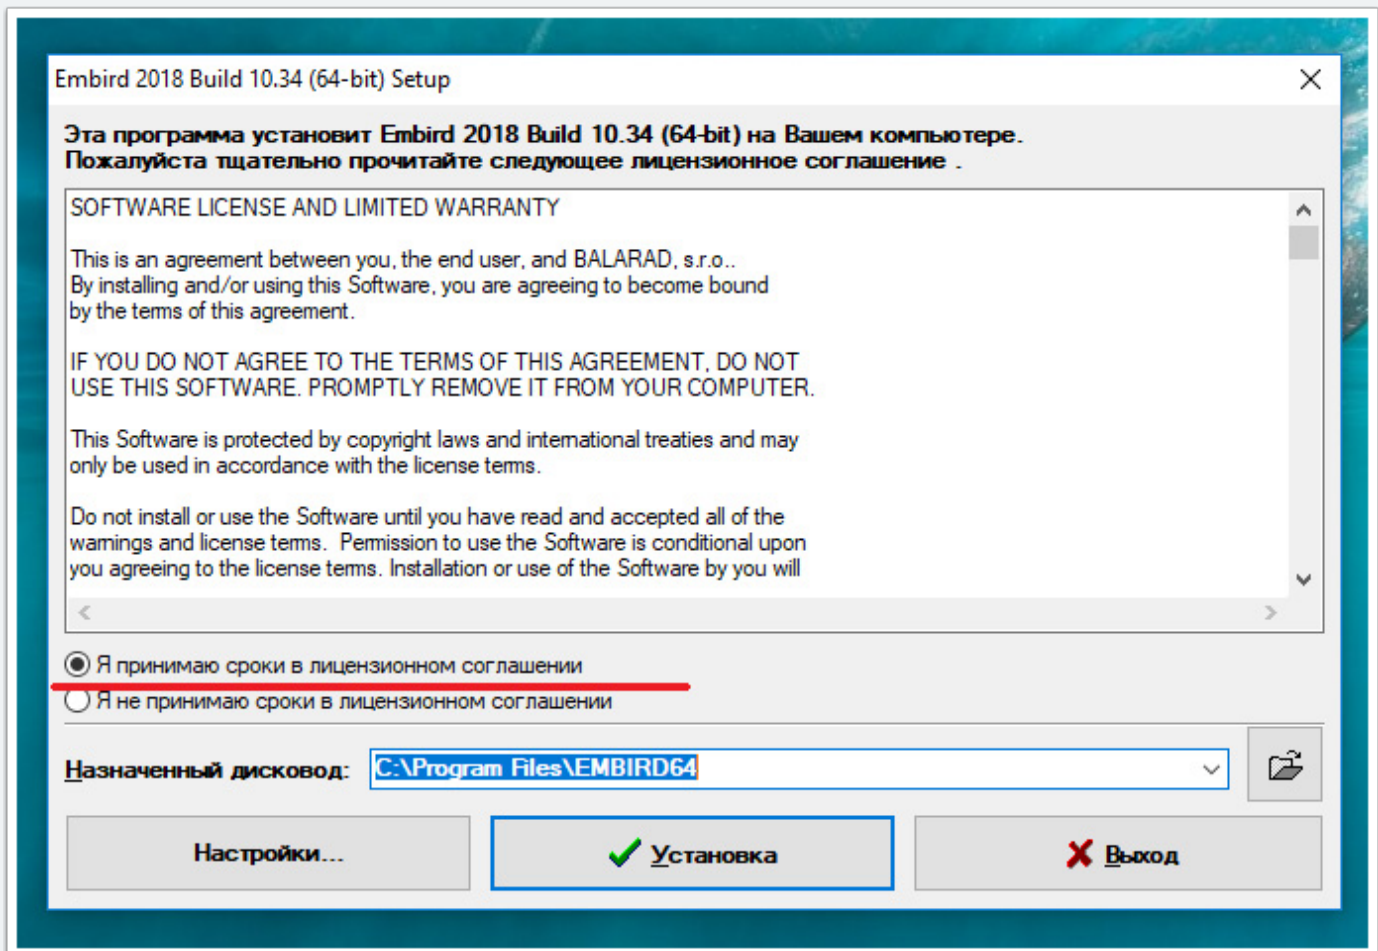 Embird 2018 Build 10.34 (64-bit) Setup
Эта программа установит Embird 2018 Build 10.34 (64-bit) на Вашем компьютере.
Пожалуйста тщательно прочитайте следующее лицензионное соглашение .
SOFTWARE LICENSE AND LIMITED WARRANTY
This is an agreement between you, the end user, and BALARAD, s.r.o..
By installing and/or using this Software, you are agreeing to become bound
by the terms of this agreement.
IF YOU DO NOT AGREE TO THE TERMS OF THIS AGREEMENT, DO NOT
USE THIS SOFTWARE. PROMPTLY REMOVE IT FROM YOUR COMPUTER.
This Software is protected by copyright laws and international treaties and may
only be used in accordance with the license terms.
Do not install or use the Software until you have read and accepted all of the
warnings and license terms.  Permission to use the Software is conditional upon
you agreeing to the license terms. Installation or use of the Software by you will
Я принимаю сроки в лицензионном соглашении
Я не принимаю сроки в лицензионном соглашении
Назначенный дисковод: C:\Program Files\EMBIRD64
Настройки... Установка Выход